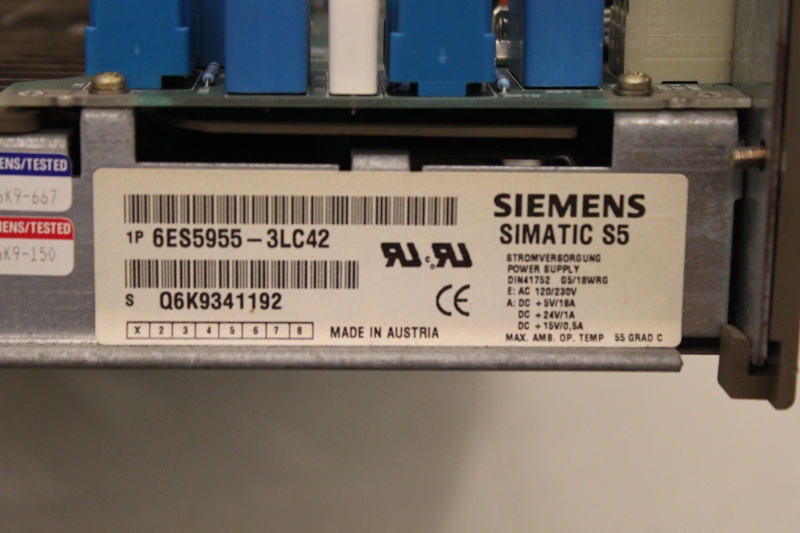 ENS/TESTED
6K9-667
ENS/TESTED
6K9-150
1P 6ES5955-3LC42
S Q6K9341192
X 2 3 4 5 6 7 8
MADE IN AUSTRIA
SIEMENS
SIMATIC S5
STROMVERSORGUNG
POWER SUPPLY
DIN41752 G5/18WRG
E: AC 120/230V
A: DC +5V/18A
DC +24V/1A
DC +15V/0,5A
MAX. AMB. OP. TEMP 55 GRAD C